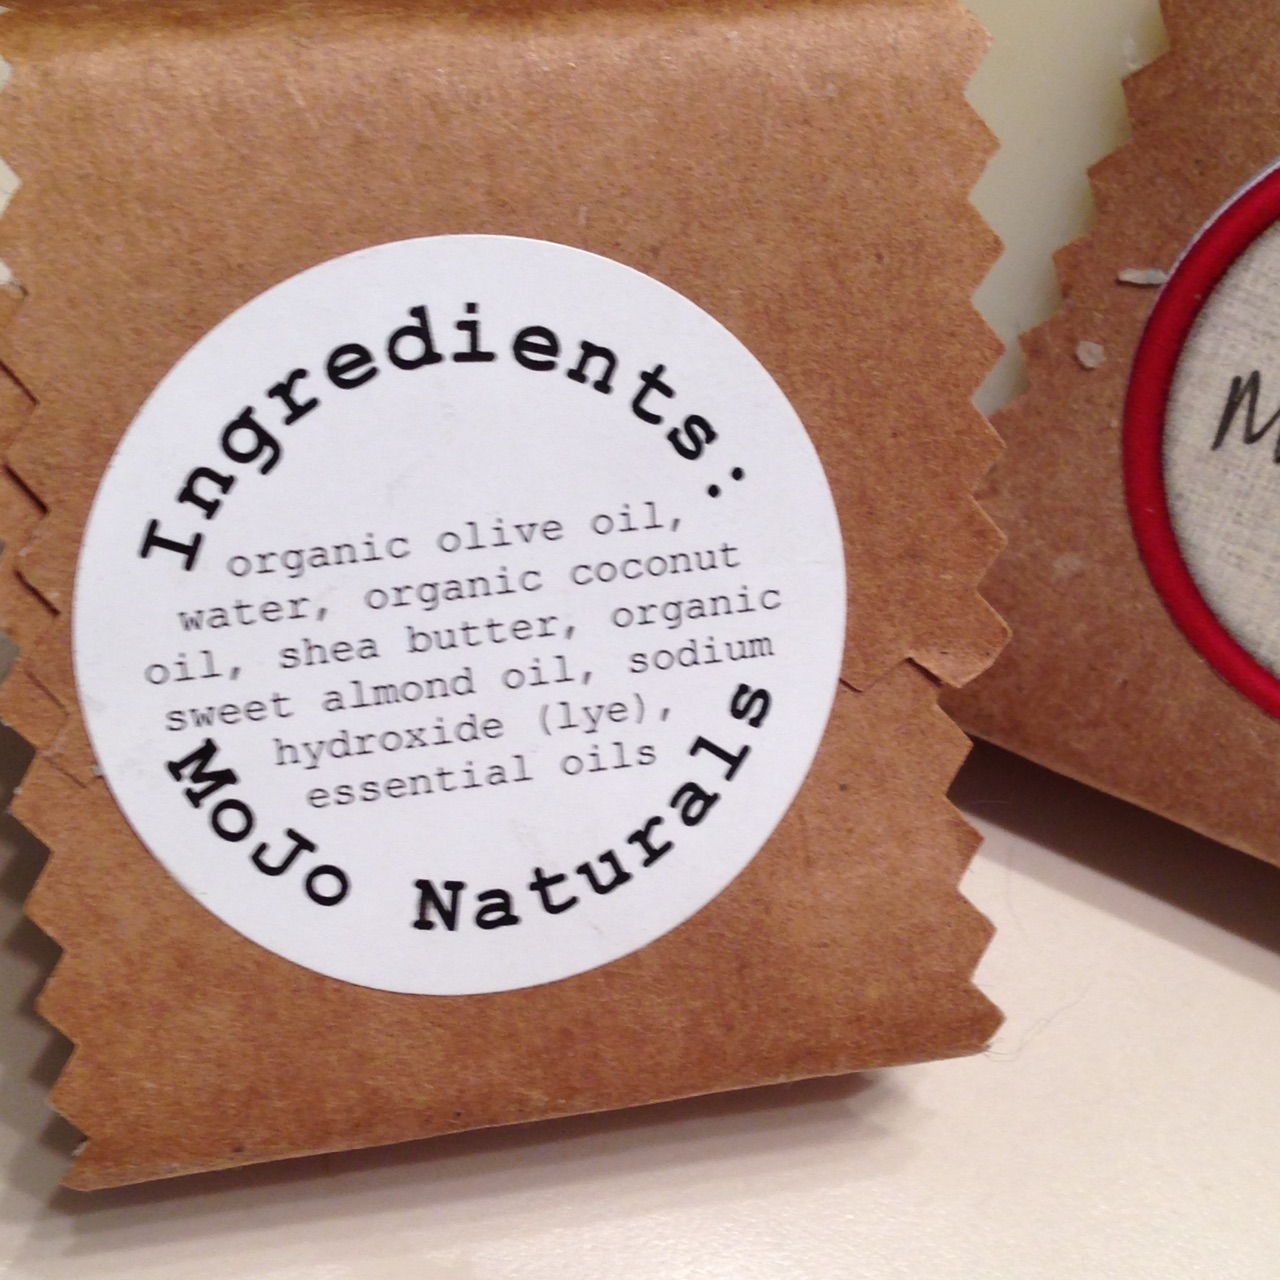 Ingredients:
organic olive oil,
water, organic coconut
oil, shea butter, organic
sweet almond oil, sodium
hydroxide (lye),
essential oils
MoJo Naturals